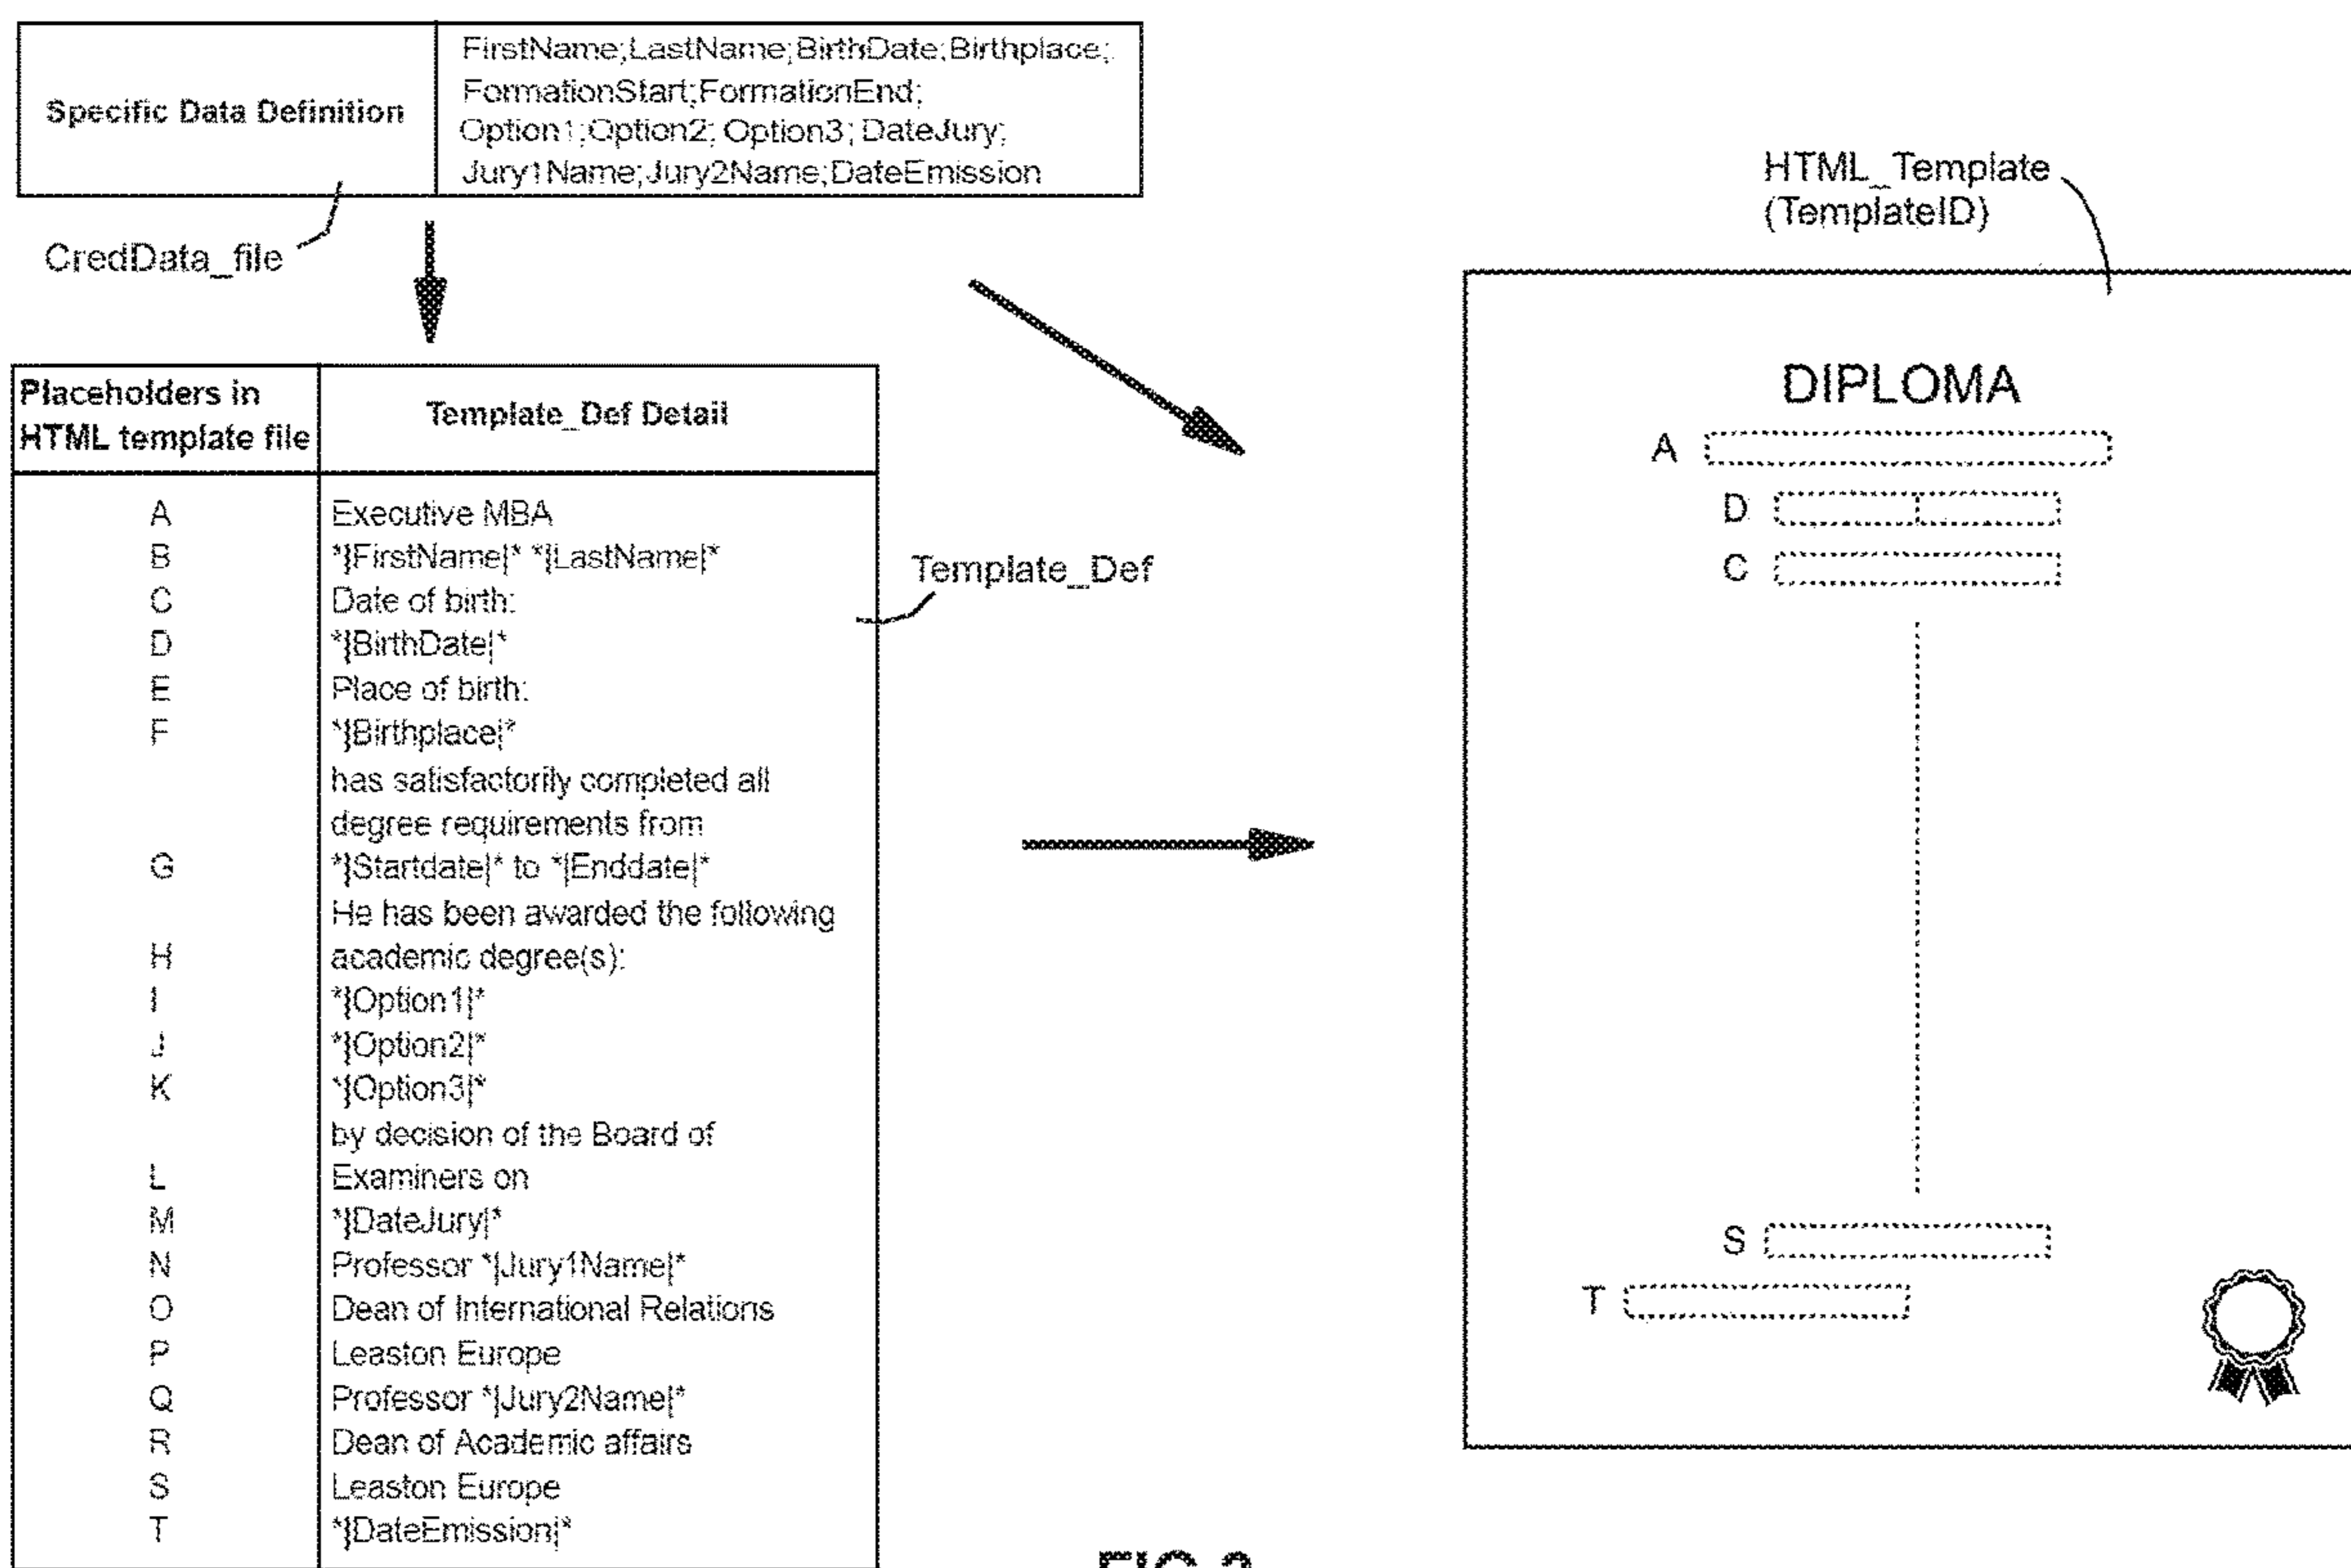 FirstName;LastName;BirthDate;Birthplace;
Specific Data Definition
FormationStart;FormationEnd;
Option1;Option2; Option3; DateJury;
Jury1Name;Jury2Name;DateEmission
CredData_file
HTML_Template
(TemplateID)
Placeholders in
HTML template file
Template_Def Detail
A Executive MBA
B *|FirstName|* *|LastName|*
C Date of birth:
D *|BirthDate|*
E Place of birth:
F *|Birthplace|*
has satisfactorily completed all
degree requirements from
G *|Startdate|* to *|Enddate|*
He has been awarded the following
H academic degree(s):
I *|Option1|*
J *|Option2|*
K *|Option3|*
by decision of the Board of
L Examiners on
M *|DateJury|*
N Professor *|Jury1Name|*
O Dean of International Relations
P Leaston Europe
Q Professor *|Jury2Name|*
R Dean of Academic affairs
S Leaston Europe
T *|DateEmission|*
Template_Def
DIPLOMA
A
D
C
S
T